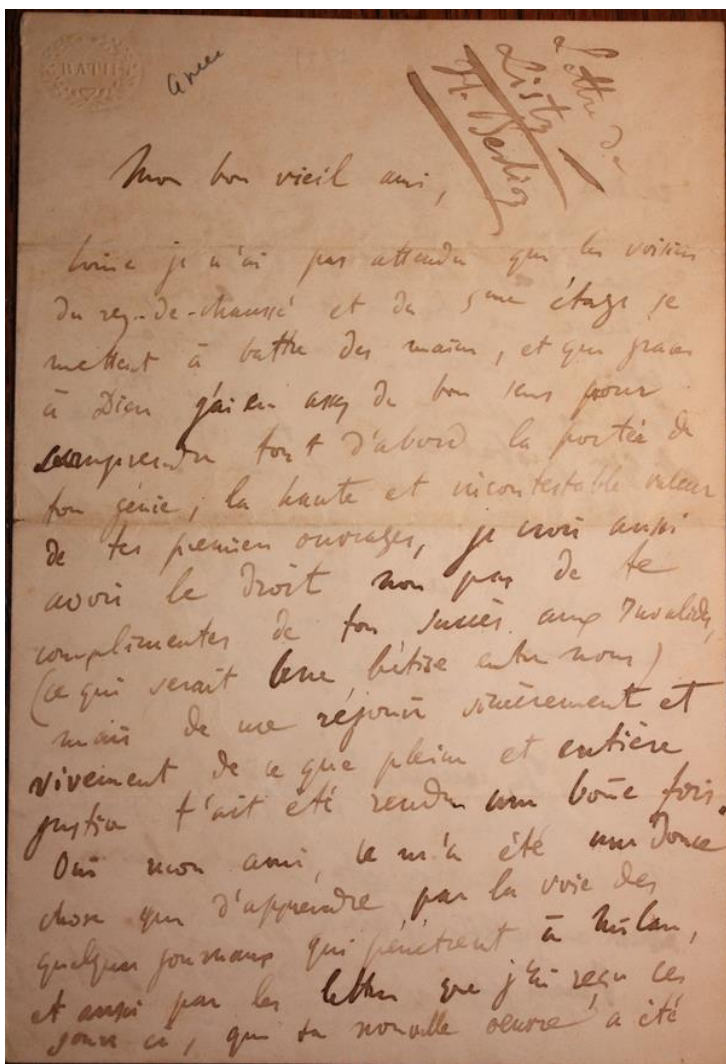 BATH
Lettre de
Listz
H. Berlioz
Mon bon vieil ami,
Come je n'ai pas attendu que les voisins
du rez-de-chaussé et du 5me étage se
mettent à battre des mains, et que graces
à Dieu j'ai eu assez de bon sens pour
comprendre tout d'abord la portée de
ton génie, la haute et incontestable valeur
de tes premiers ouvrages, je crois aussi
avoir le droit non pas de te
complimenter de ton succès aux Invalides,
(ce qui serait une bêtise entre nous)
mais de me réjouir sincèrement et
vivement de ce que pleine et entière
justice t'ait été rendue une bone fois.
Oui mon ami, ce m'a été une douce
chose que d'apprendre par la voie des
quelques journaux qui pénètrent à Milan,
et aussi par les lettres que j'ai reçu ces
jours ci, que ta nouvelle oeuvre a été